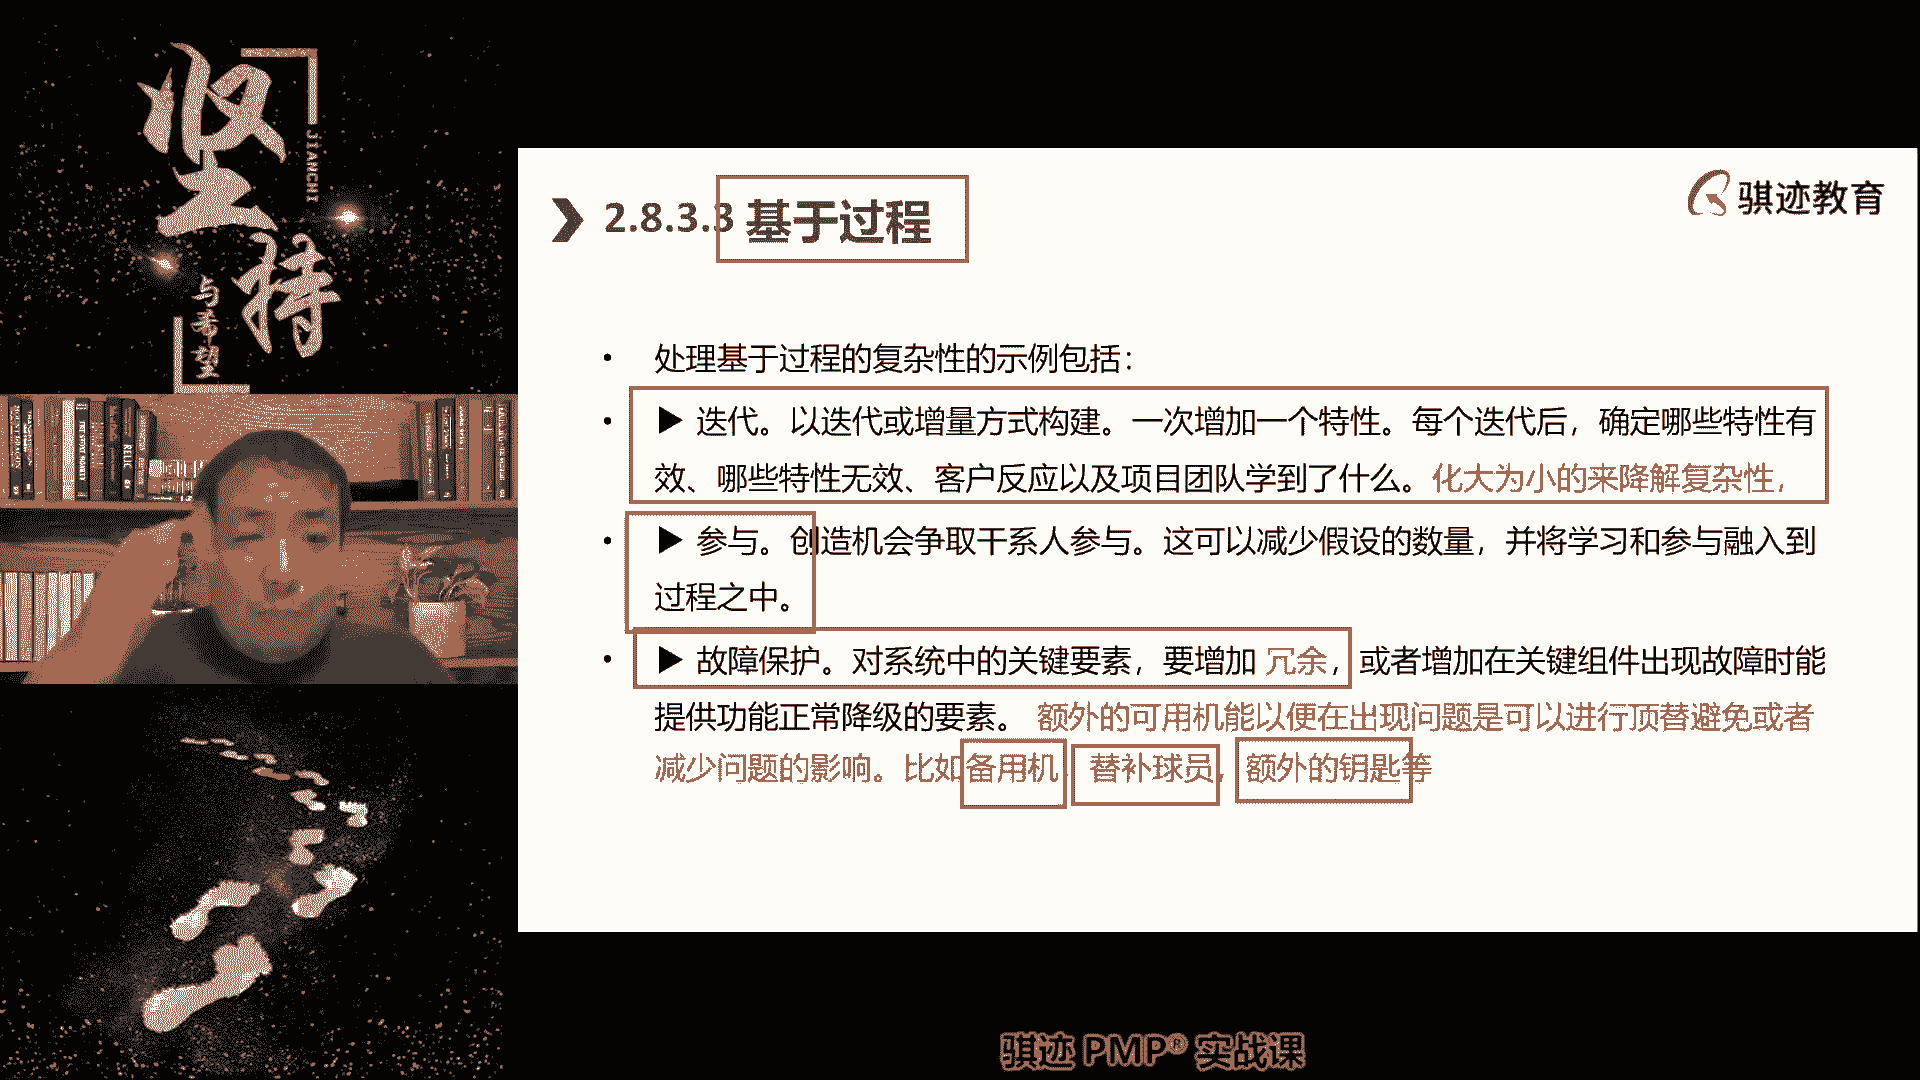 坚持
JIANCHI
与希望
骐迹教育
2.8.3.3 基于过程
• 处理基于过程的复杂性的示例包括：
• ▶ 迭代。以迭代或增量方式构建。一次增加一个特性。每个迭代后，确定哪些特性有
效、哪些特性无效、客户反应以及项目团队学到了什么。化大为小的来降解复杂性，
• ▶ 参与。创造机会争取干系人参与。这可以减少假设的数量，并将学习和参与融入到
过程之中。
• ▶ 故障保护。对系统中的关键要素，要增加 冗余，或者增加在关键组件出现故障时能
提供功能正常降级的要素。 额外的可用机能以便在出现问题是可以进行顶替避免或者
减少问题的影响。比如备用机，替补球员，额外的钥匙等
骐迹 PMP® 实战课